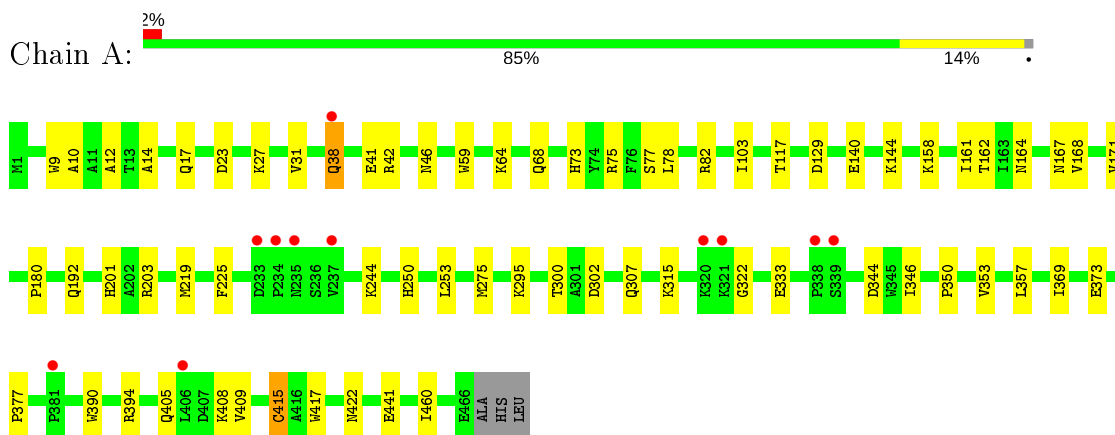 2%
Chain A:
85%
14%
M1 W9 A10 A11 A12 T13 A14 Q17 D23 K27 V31 Q38 E41 R42 N46 W59 K64 Q68 H73 Y74 R75 F76 S77 L78 R82 I103 T117 D129 E140 K144 K158 I161 T162 I163 N164 N167 V168
P180 Q192 H201 A202 R203 M219 F225 D233 P234 N235 S236 V237 K244 H250 L253 M275 K295 T300 A301 D302 Q307 K315 K320 K321 G322 E333 P338 S339 D344 W345 I346 P350 V353 L357 I369 E373
P377 P381 W390 R394 Q405 L406 D407 K408 V409 C415 A416 W417 N422 E441 I460 E466 ALA HIS LEU